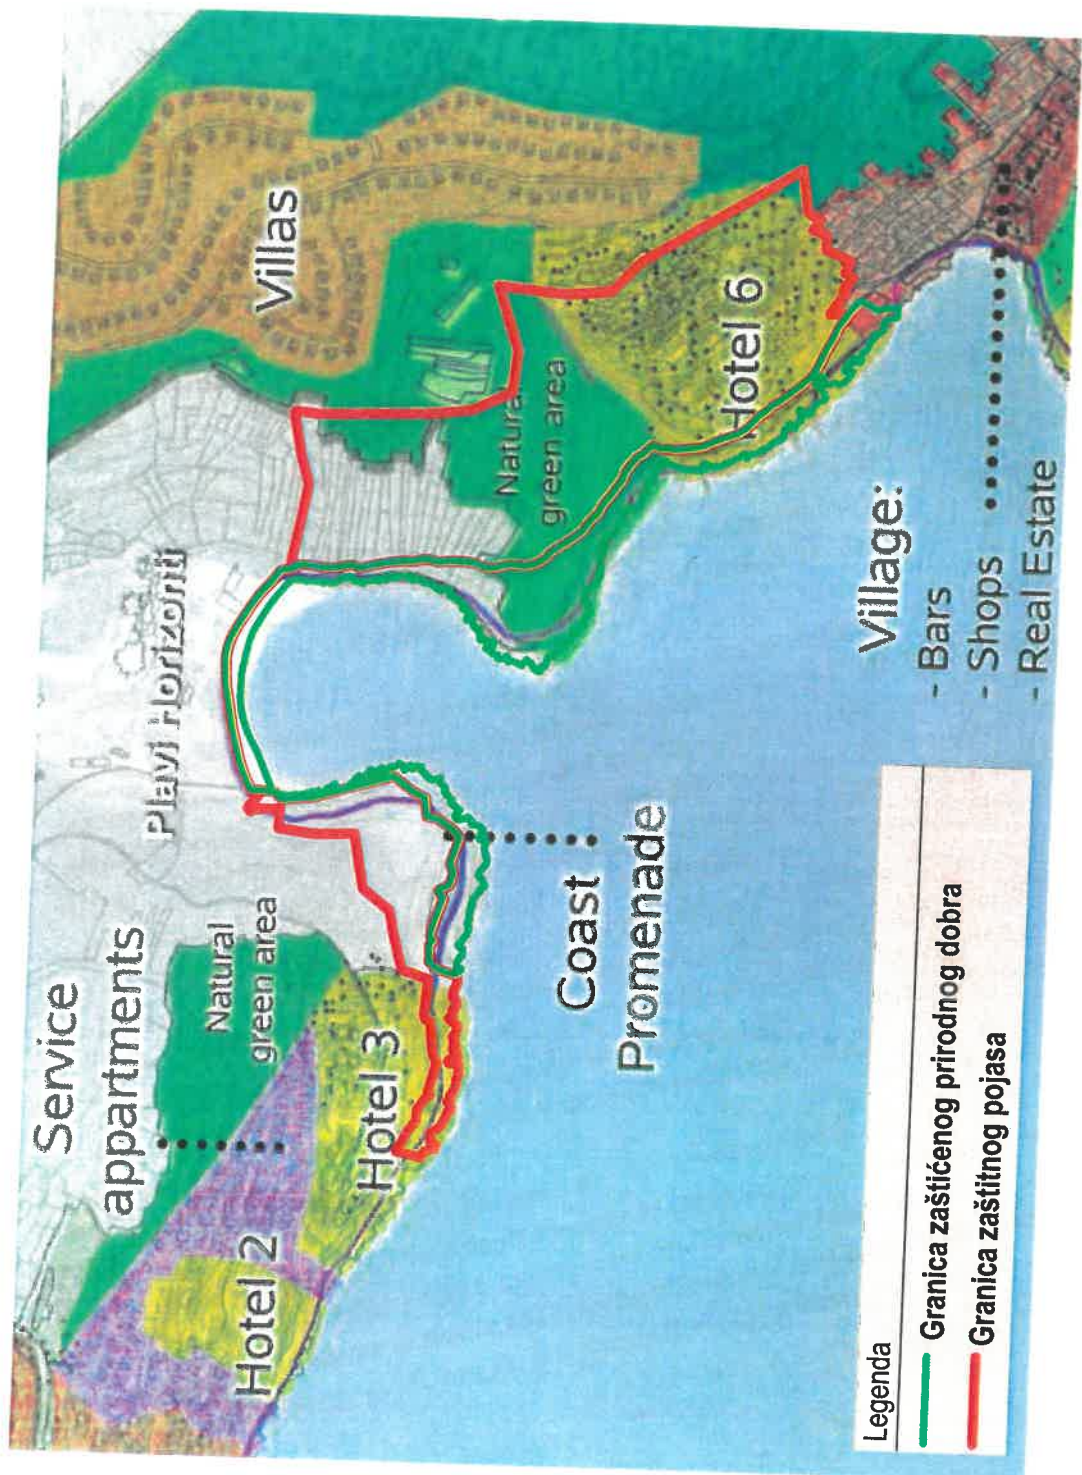 Service
appartments
Natural
green area
Plavi Horizonti
Villas
Hotel 2
Hotel 3
Natural
green area
Hotel 6
Coast
Promenade
Village:
- Bars
- Shops
- Real Estate
Legenda
Granica zaštićenog prirodnog dobra
Granica zaštitnog pojasa